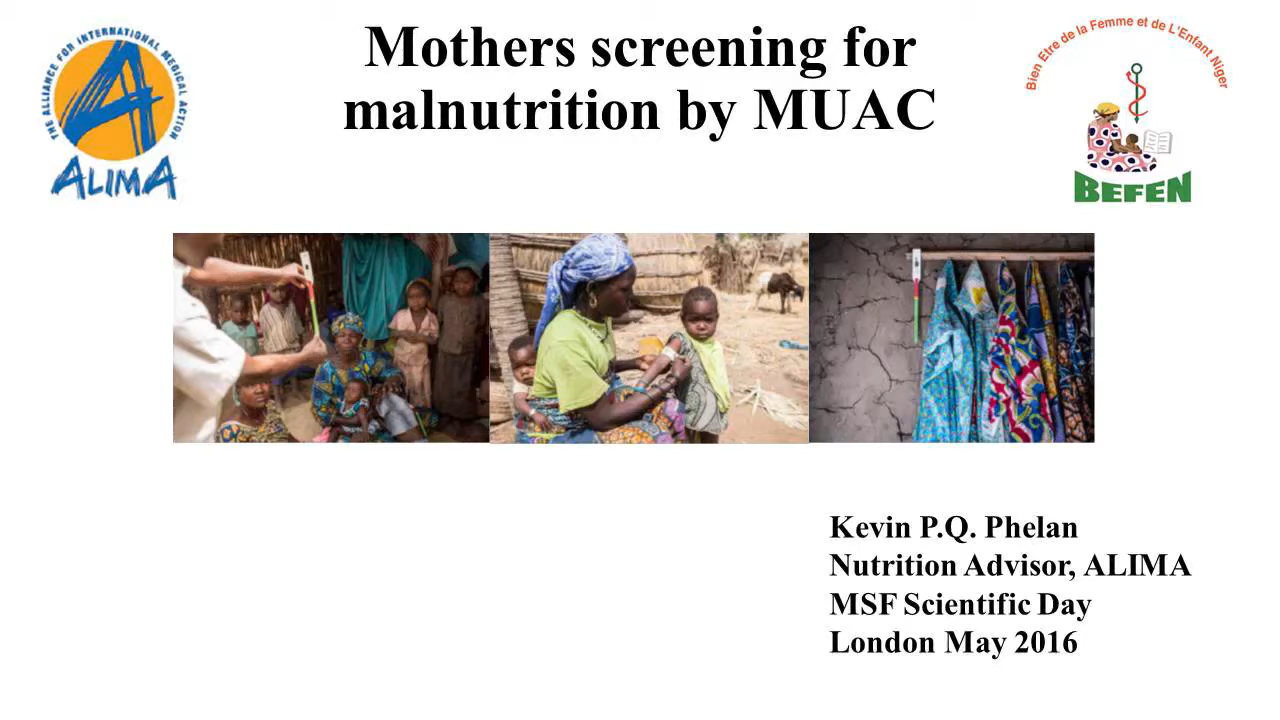 THE ALLIANCE FOR INTERNATIONAL MEDICAL ACTION
ALIMA
Mothers screening for
malnutrition by MUAC
Bien Etre de la Femme et de L'Enfant Niger
BEFEN
Kevin P.Q. Phelan
Nutrition Advisor, ALIMA
MSF Scientific Day
London May 2016